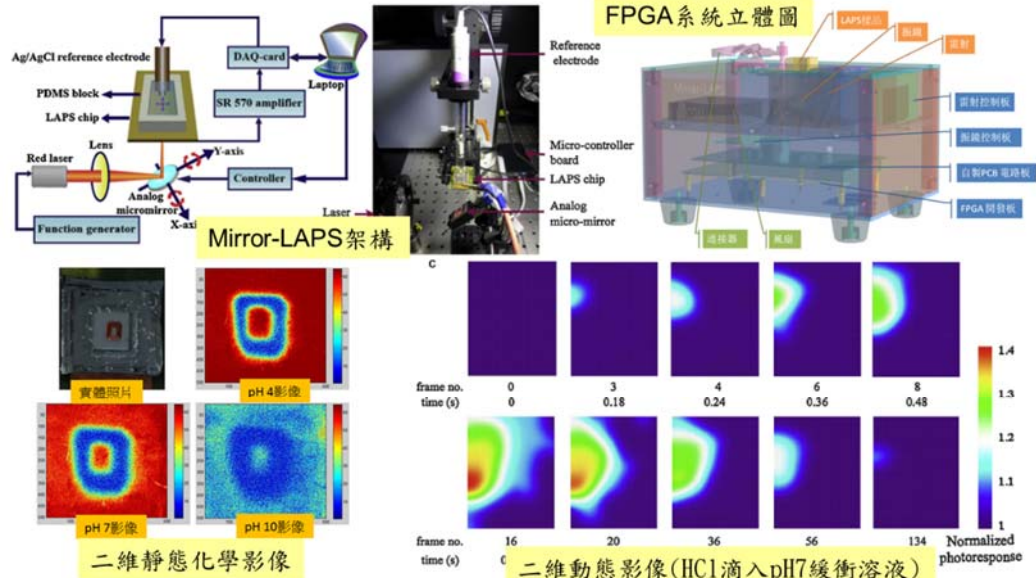 Ag/AgCl reference electrode
PDMS block
LAPS chip
DAQ-card
Laptop
SR 570 amplifier
Lens
Y-axis
Red laser
Analog
micromirror
Controller
X-axis
Function generator
Mirror-LAPS架構
Reference
electrode
Micro-controller
board
LAPS chip
Laser
Analog
micro-mirror
FPGA系統立體圖
LAPS樣品
振鏡
雷射
雷射控制板
振鏡控制板
自製PCB 電路板
FPGA 開發板
連接器
風扇
實體照片
pH 4影像
pH 7影像
pH 10影像
二維靜態化學影像
C
frame no. 0 3 4 6 8
time (s) 0 0.18 0.24 0.36 0.48
frame no. 16 20 36 56 134
time (s)
1.4
1.3
1.2
1.1
1
Normalized
photoresponse
二維動態影像(HCl滴入pH7緩衝溶液)